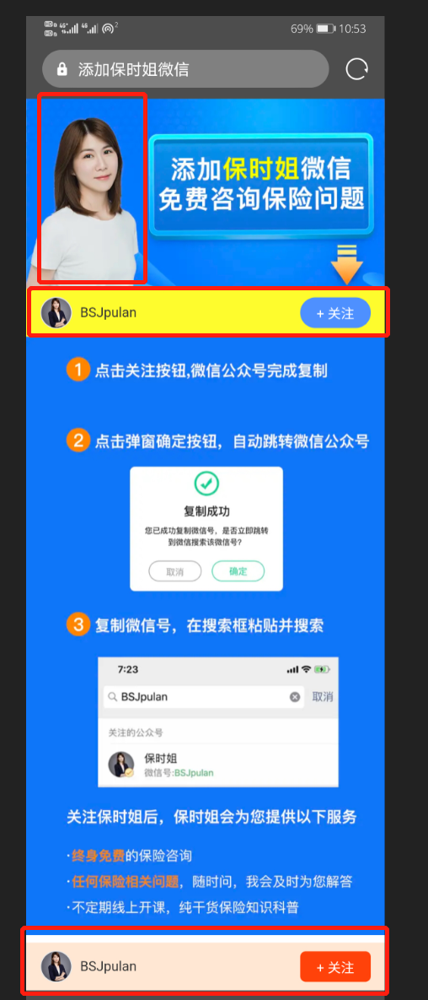 69% 10:53
添加保时姐微信
添加保时姐微信
免费咨询保险问题
BSJpulan
+ 关注
1 点击关注按钮,微信公众号完成复制
2 点击弹窗确定按钮，自动跳转微信公众号
复制成功
您已成功复制微信号，是否立即跳转
到微信搜索该微信号?
取消
确定
3 复制微信号，在搜索框粘贴并搜索
7:23
BSJpulan
取消
关注的公众号
保时姐
微信号:BSJpulan
关注保时姐后，保时姐会为您提供以下服务
·终身免费的保险咨询
·任何保险相关问题，随时问，我会及时为您解答
·不定期线上开课，纯干货保险知识科普
BSJpulan
+ 关注